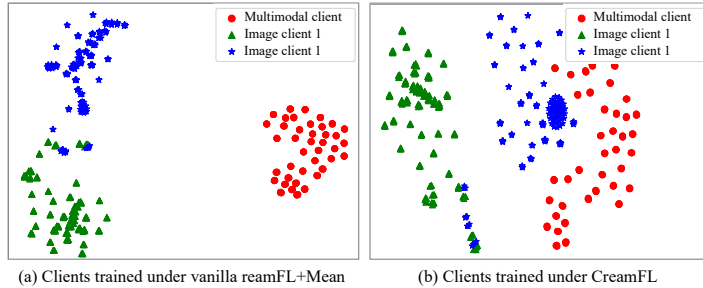 Multimodal client
Image client 1
Image client 1
Multimodal client
Image client 1
Image client 1
(a) Clients trained under vanilla reamFL+Mean
(b) Clients trained under CreamFL